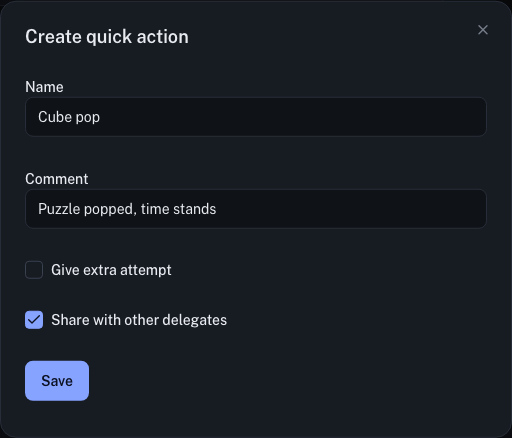 Create quick action
Name
Cube pop
Comment
Puzzle popped, time stands
Give extra attempt
Share with other delegates
Save